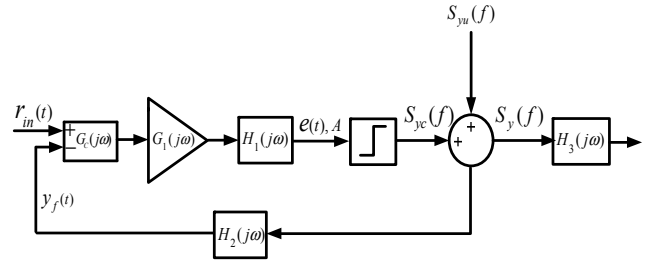 S_yu(f)
r_in(t) + − G_c(jω) G_1(jω) H_1(jω) e(t), A S_yc(f) + + S_y(f) H_3(jω)
y_f(t)
H_2(jω)